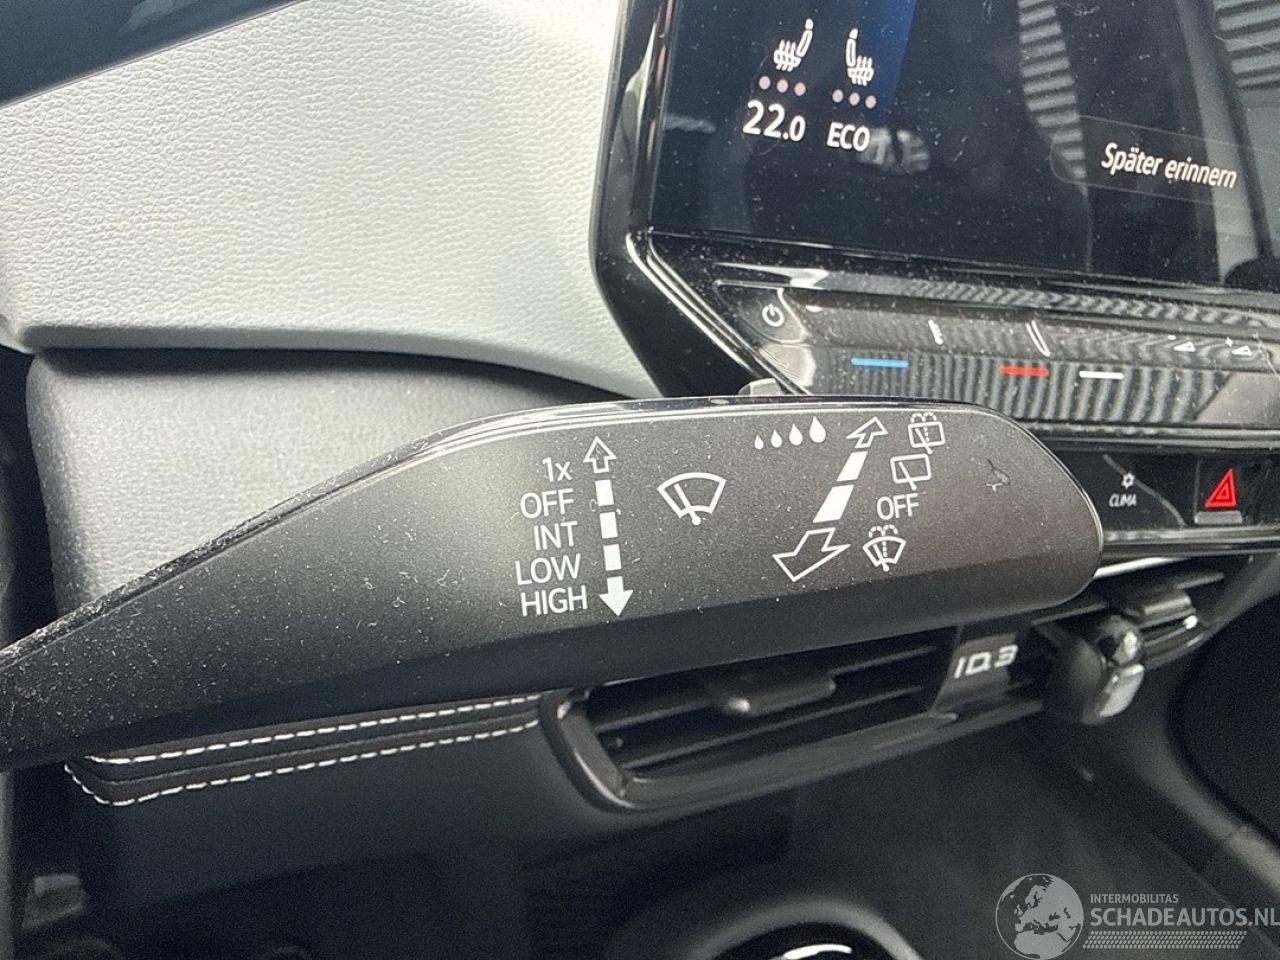 22.0 ECO
Später erinnern
CLIMA
1x
OFF
INT
LOW
HIGH
OFF
ID.3
INTERMOBILITAS
SCHADEAUTOS.NL